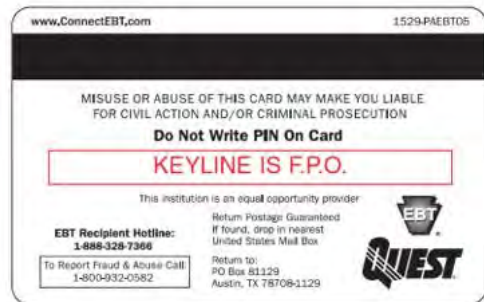 www.ConnectEBT.com 1529-PAEBT05
MISUSE OR ABUSE OF THIS CARD MAY MAKE YOU LIABLE
FOR CIVIL ACTION AND/OR CRIMINAL PROSECUTION
Do Not Write PIN On Card
KEYLINE IS F.P.O.
This institution is an equal opportunity provider
EBT Recipient Hotline:
1-888-328-7366
To Report Fraud & Abuse Call:
1-800-932-0582
Return Postage Guaranteed
If found, drop in nearest
United States Mail Box
Return to:
PO Box 81129
Austin, TX 78708-1129
EBT
QUEST